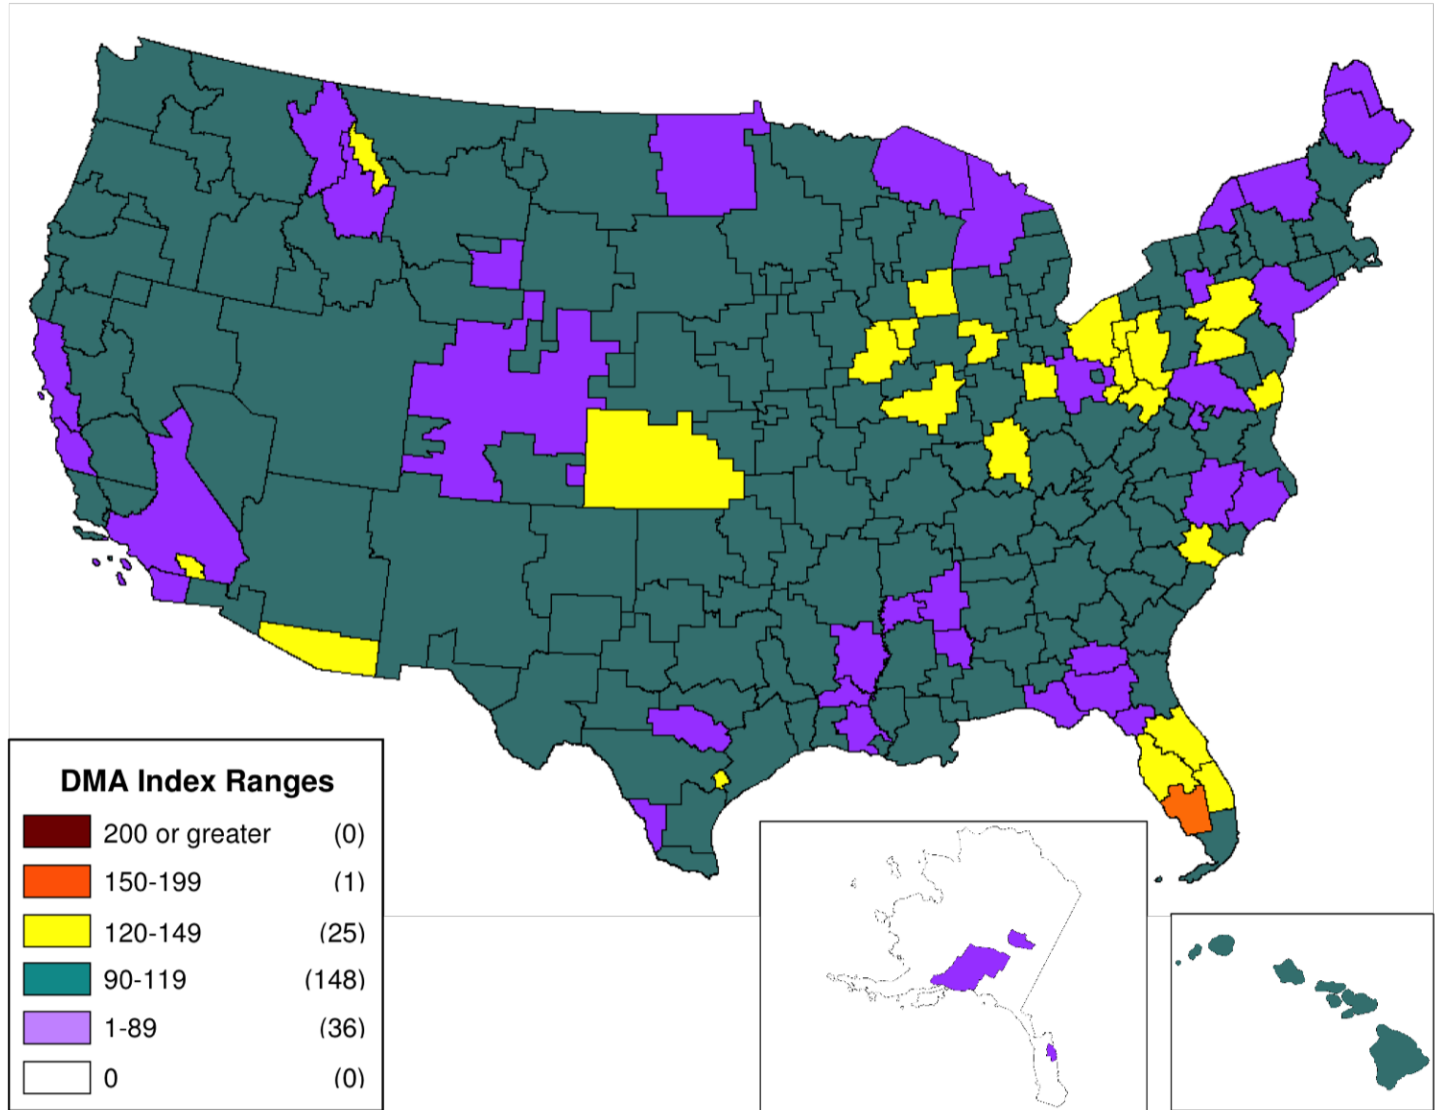 DMA Index Ranges
200 or greater (0)
150-199 (1)
120-149 (25)
90-119 (148)
1-89 (36)
0 (0)